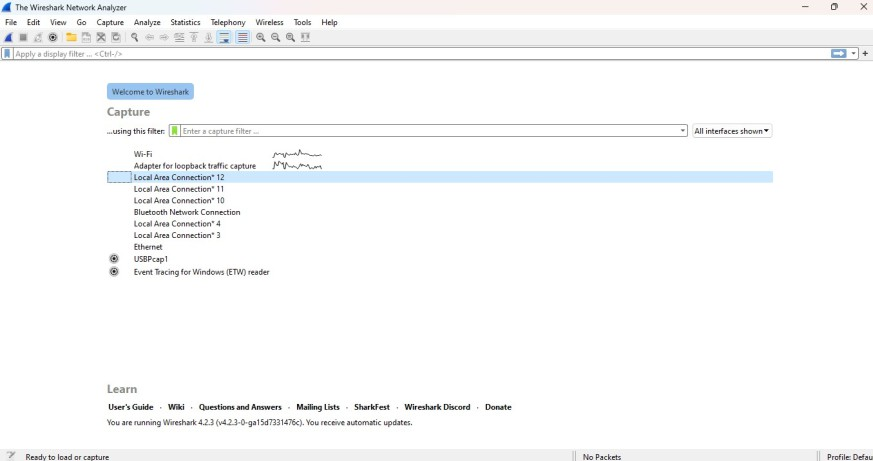 The Wireshark Network Analyzer
File Edit View Go Capture Analyze Statistics Telephony Wireless Tools Help
Apply a display filter ... <Ctrl-/>
Welcome to Wireshark
Capture
...using this filter: Enter a capture filter ... All interfaces shown
Wi-Fi
Adapter for loopback traffic capture
Local Area Connection* 12
Local Area Connection* 11
Local Area Connection* 10
Bluetooth Network Connection
Local Area Connection* 4
Local Area Connection* 3
Ethernet
USBPcap1
Event Tracing for Windows (ETW) reader
Learn
User's Guide · Wiki · Questions and Answers · Mailing Lists · SharkFest · Wireshark Discord · Donate
You are running Wireshark 4.2.3 (v4.2.3-0-ga15d7331476c). You receive automatic updates.
Ready to load or capture No Packets Profile: Defau